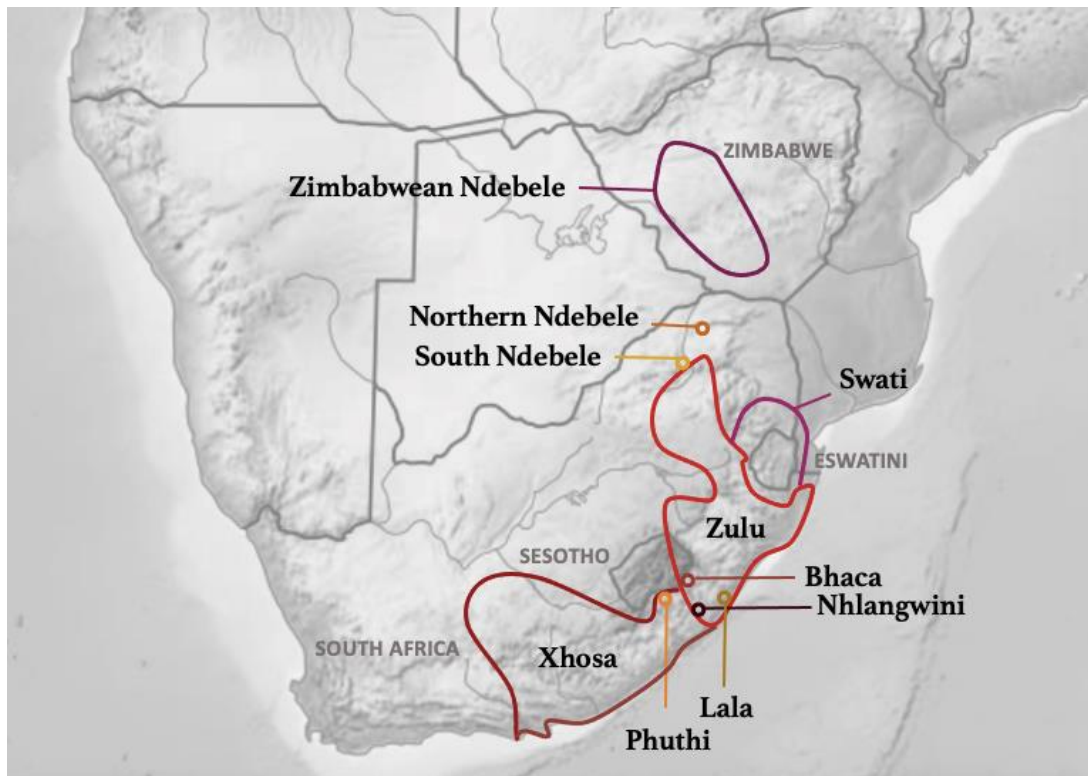 ZIMBABWE
Zimbabwean Ndebele
Northern Ndebele
South Ndebele
Swati
ESWATINI
Zulu
SESOTHO
Bhaca
Nhlangwini
SOUTH AFRICA
Xhosa
Lala
Phuthi